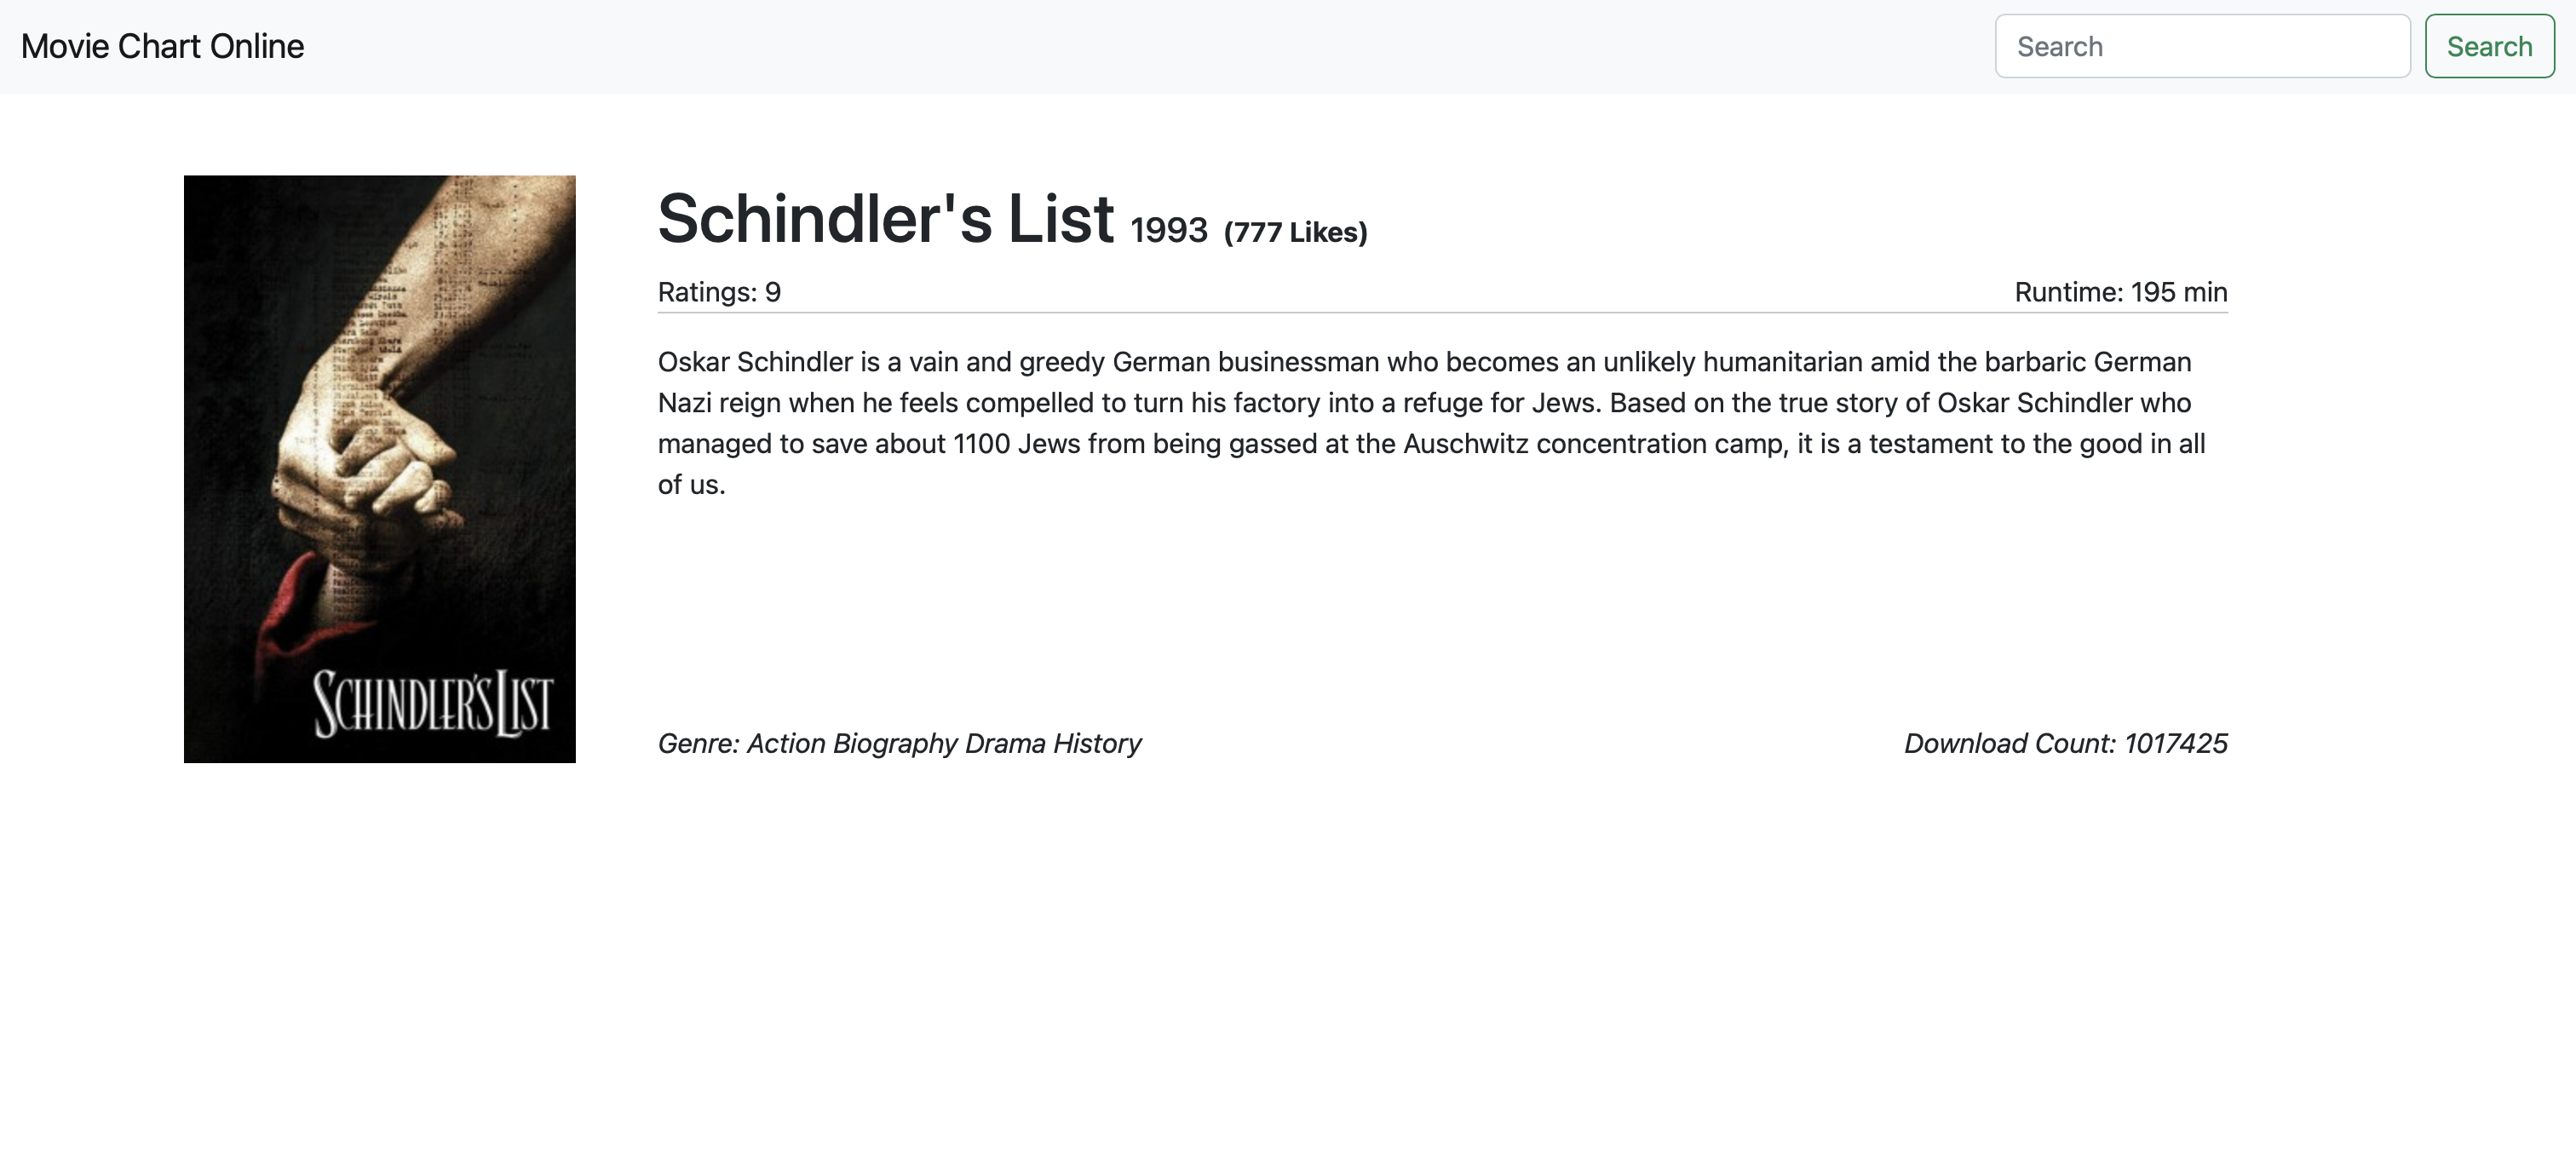 Movie Chart Online
Search
Search
Schindler's List 1993 (777 Likes)
Ratings: 9
Runtime: 195 min
Oskar Schindler is a vain and greedy German businessman who becomes an unlikely humanitarian amid the barbaric German
Nazi reign when he feels compelled to turn his factory into a refuge for Jews. Based on the true story of Oskar Schindler who
managed to save about 1100 Jews from being gassed at the Auschwitz concentration camp, it is a testament to the good in all
of us.
SCHINDLER'S LIST
Genre: Action Biography Drama History
Download Count: 1017425